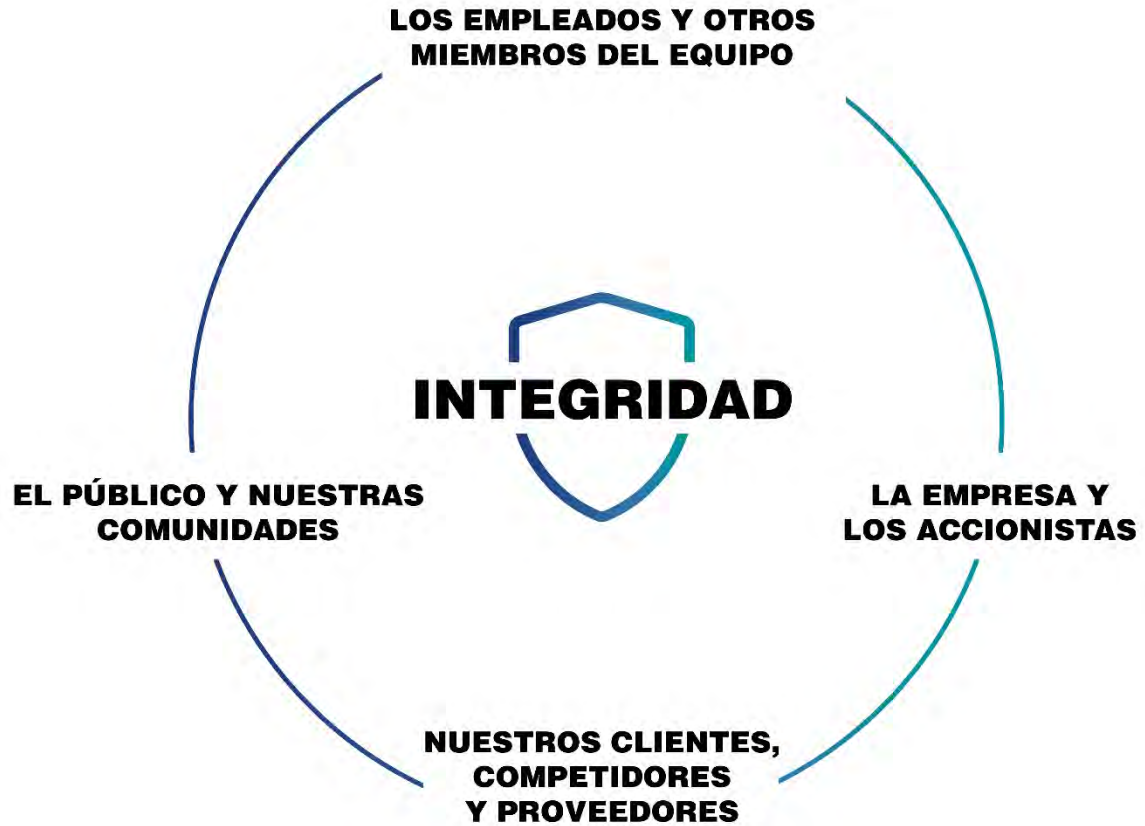 LOS EMPLEADOS Y OTROS
MIEMBROS DEL EQUIPO
INTEGRIDAD
EL PÚBLICO Y NUESTRAS
COMUNIDADES
LA EMPRESA Y
LOS ACCIONISTAS
NUESTROS CLIENTES,
COMPETIDORES
Y PROVEEDORES